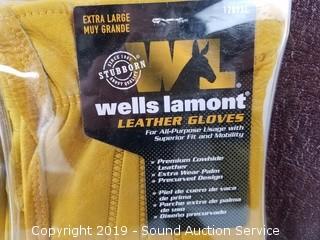 EXTRA LARGE
MUY GRANDE
STUBBORN
WL
wells lamont
LEATHER GLOVES
For All-Purpose Usage with
Superior Fit and Mobility
• Premium Cowhide
Leather
• Extra Wear Palm
• Precurved Design
• Piel de cuero de vaca
de prima
• Parche extra de palma
de uso
• Diseño precurvado
Copyright 2019 - Sound Auction Service